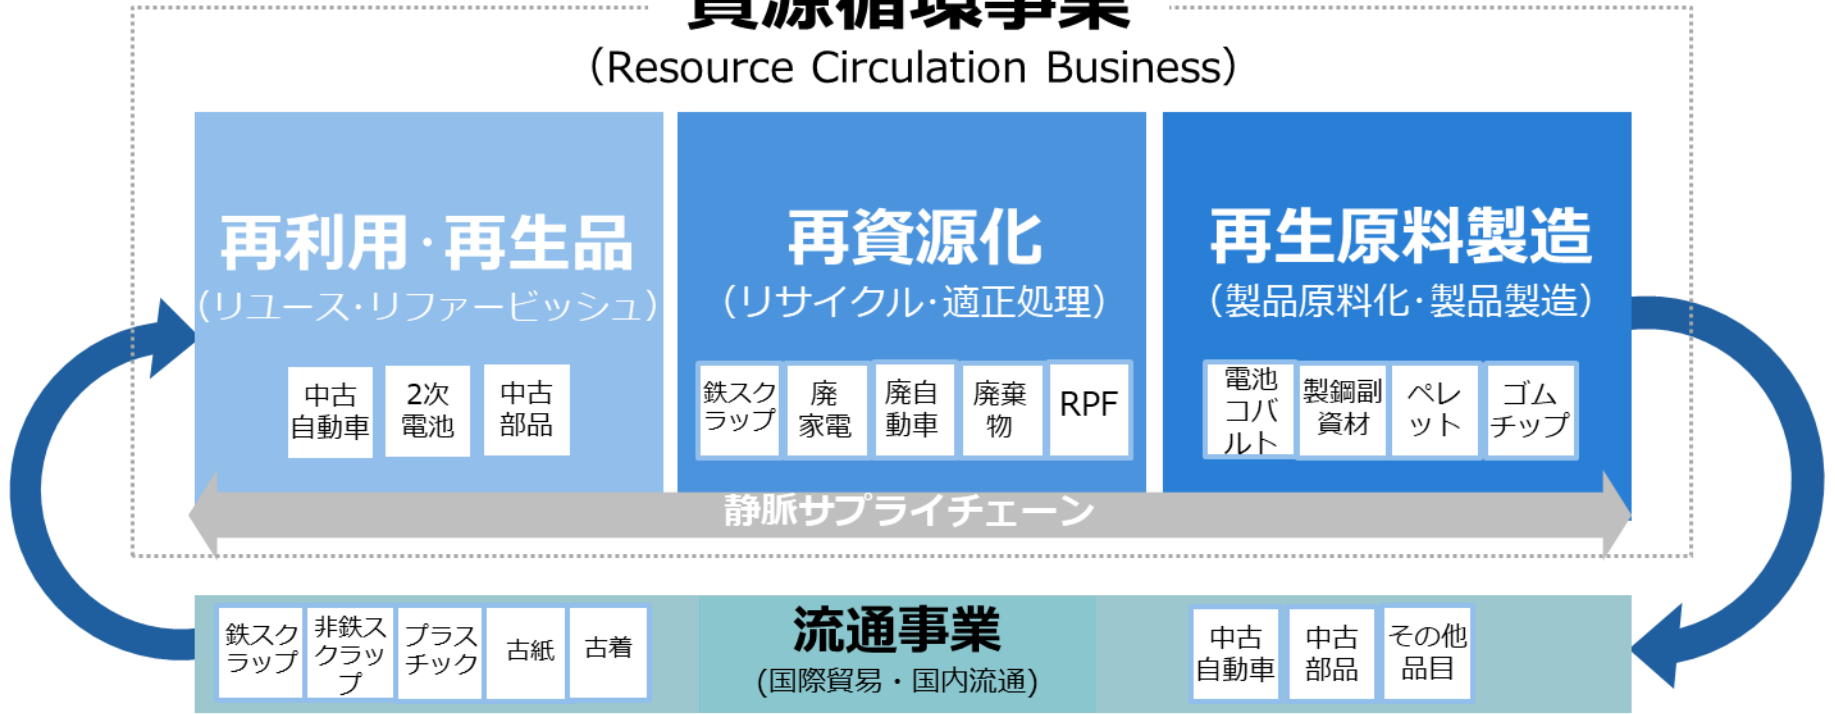 資源循環事業
（Resource Circulation Business）
再利用・再生品
（リユース・リファービッシュ）
中古
自動車
2次
電池
中古
部品
再資源化
（リサイクル・適正処理）
鉄スク
ラップ
廃
家電
廃自
動車
廃棄
物
RPF
再生原料製造
（製品原料化・製品製造）
電池
コバ
ルト
製鋼副
資材
ペレ
ット
ゴム
チップ
静脈サプライチェーン
鉄スク
ラップ
非鉄ス
クラッ
プ
プラス
チック
古紙
古着
流通事業
(国際貿易・国内流通)
中古
自動車
中古
部品
その他
品目